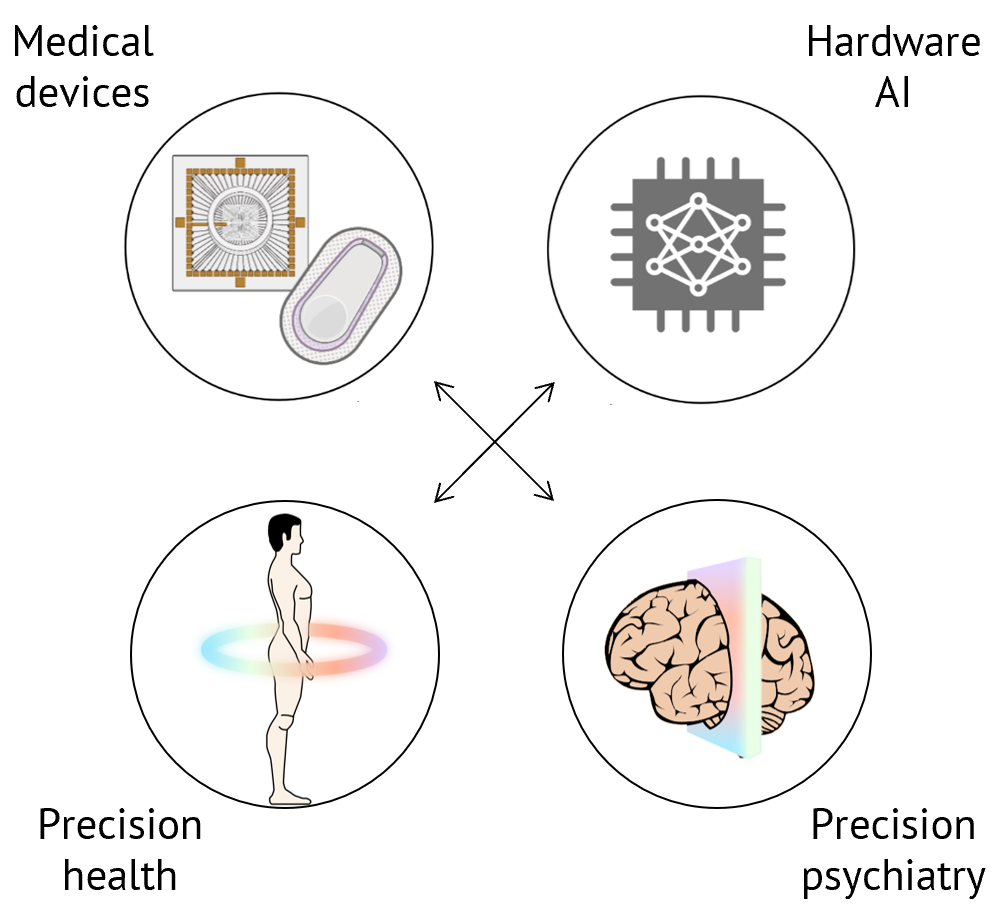 Medical
devices
Hardware
AI
Precision
health
Precision
psychiatry